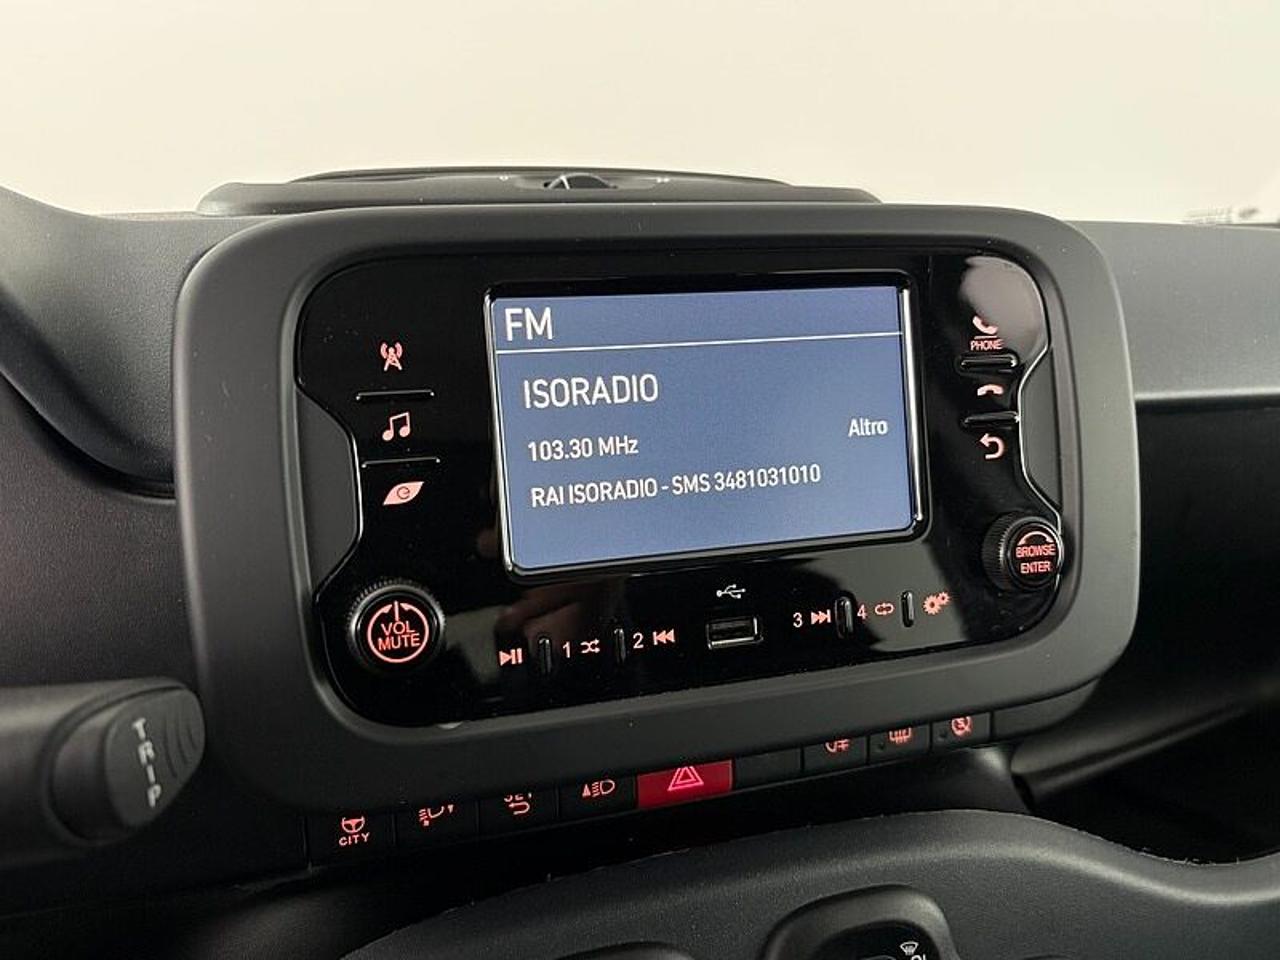 FM
ISORADIO
103.30 MHz
Altro
RAI ISORADIO - SMS 3481031010
PHONE
BROWSE
ENTER
VOL
MUTE
1
2
3
4
TRIP
CITY